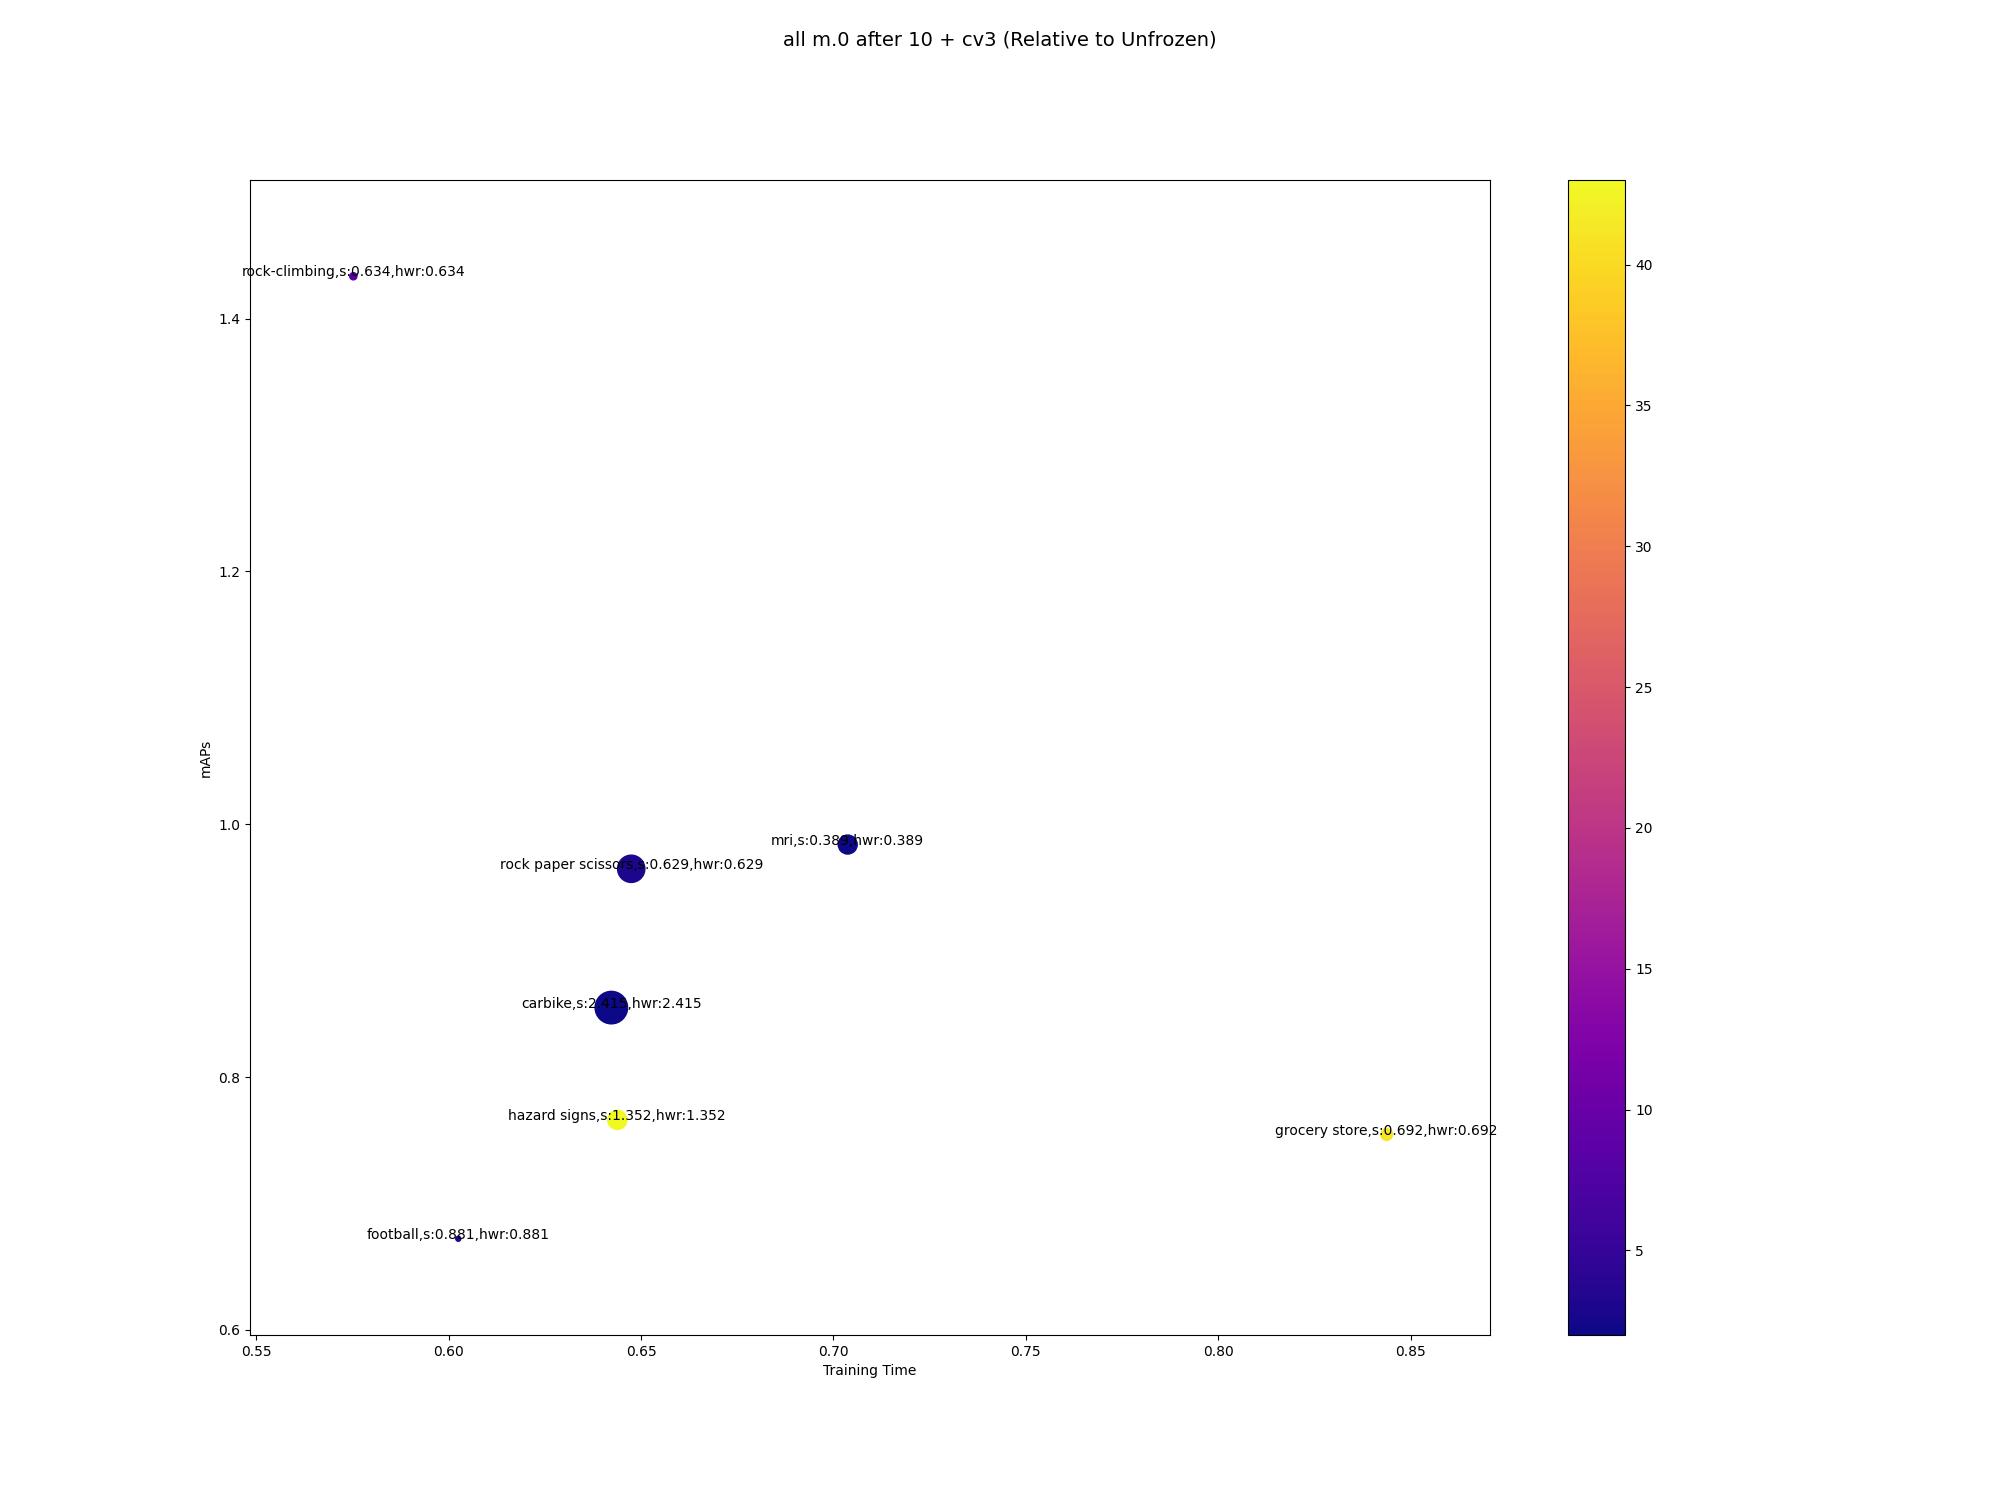 all m.0 after 10 + cv3 (Relative to Unfrozen)
rock-climbing,s:0.634,hwr:0.634
mri,s:0.389,hwr:0.389
rock paper scissors,s:0.629,hwr:0.629
carbike,s:2.415,hwr:2.415
hazard signs,s:1.352,hwr:1.352
grocery store,s:0.692,hwr:0.692
football,s:0.881,hwr:0.881
mAPs
1.4
1.2
1.0
0.8
0.6
0.55 0.60 0.65 0.70 0.75 0.80 0.85
Training Time
40
35
30
25
20
15
10
5